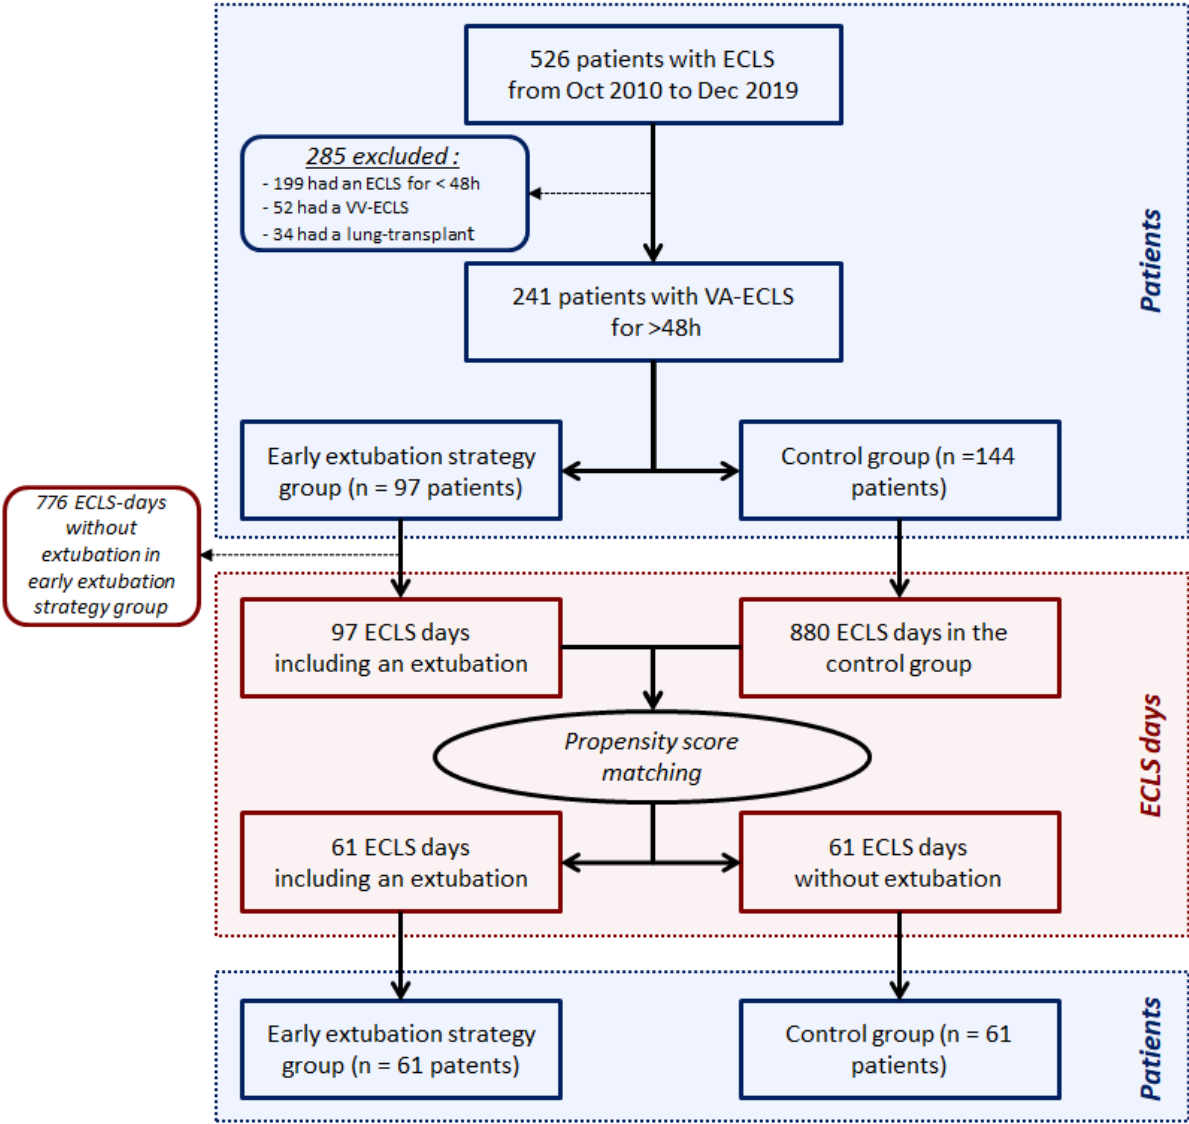 526 patients with ECLS
from Oct 2010 to Dec 2019
285 excluded :
- 199 had an ECLS for < 48h
- 52 had a VV-ECLS
- 34 had a lung-transplant
241 patients with VA-ECLS
for >48h
Patients
Early extubation strategy
group (n = 97 patients)
Control group (n =144
patients)
776 ECLS-days
without
extubation in
early extubation
strategy group
97 ECLS days
including an extubation
880 ECLS days in the
control group
Propensity score
matching
ECLS days
61 ECLS days
including an extubation
61 ECLS days
without extubation
Early extubation strategy
group (n = 61 patents)
Control group (n = 61
patients)
Patients